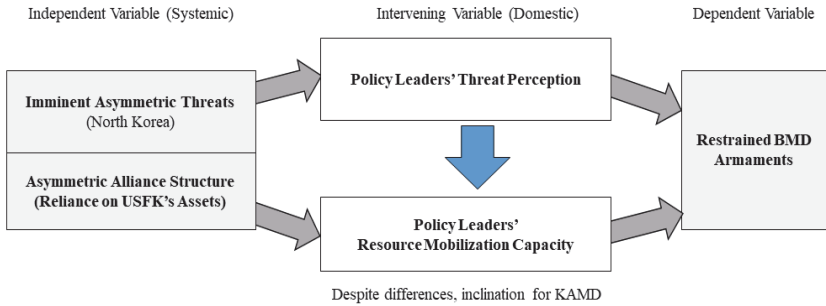 Independent Variable (Systemic)
Intervening Variable (Domestic)
Dependent Variable
Imminent Asymmetric Threats
(North Korea)
Asymmetric Alliance Structure
(Reliance on USFK's Assets)
Policy Leaders' Threat Perception
Policy Leaders'
Resource Mobilization Capacity
Restrained BMD
Armaments
Despite differences, inclination for KAMD